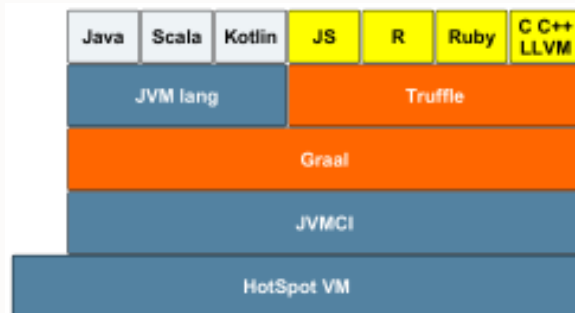 Java Scala Kotlin JS R Ruby C C++
LLVM
JVM lang Truffle
Graal
JVMCI
HotSpot VM